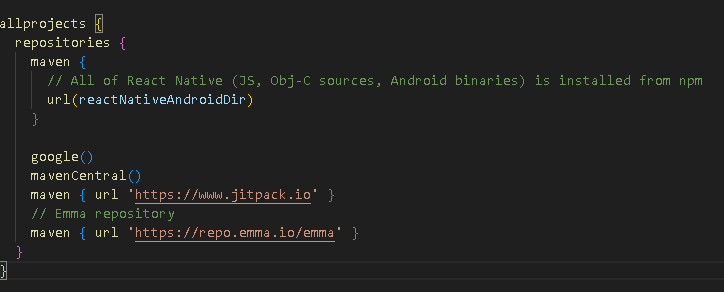 allprojects {
repositories {
maven {
// All of React Native (JS, Obj-C sources, Android binaries) is installed from npm
url(reactNativeAndroidDir)
}
google()
mavenCentral()
maven { url 'https://www.jitpack.io' }
// Emma repository
maven { url 'https://repo.emma.io/emma' }
}
}